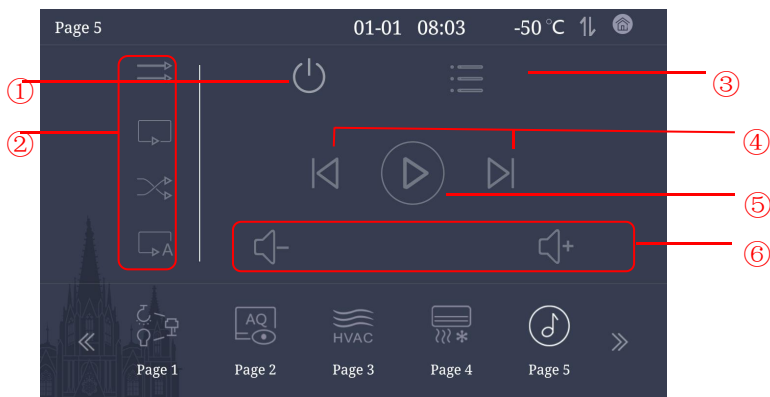 Page 5 01-01 08:03 -50 °C
①
②
③
④
⑤
⑥
A
AQ
HVAC
Page 1 Page 2 Page 3 Page 4 Page 5